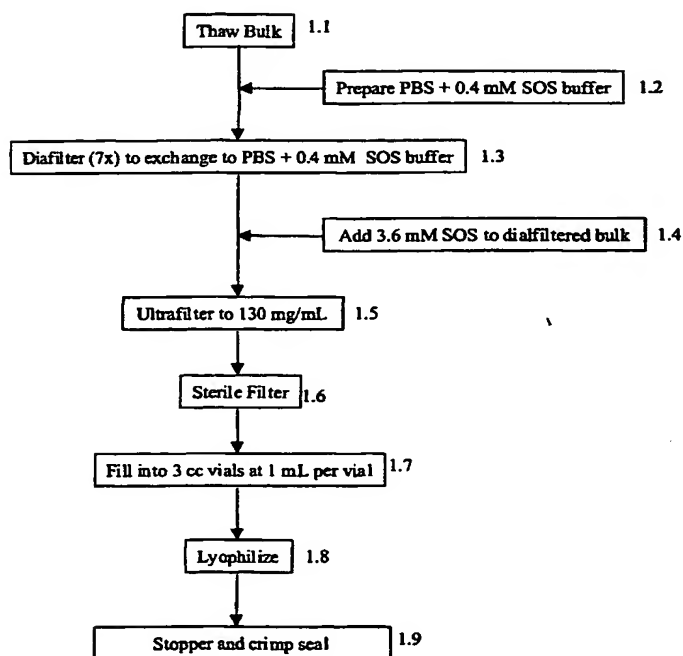 Thaw Bulk 1.1
Prepare PBS + 0.4 mM SOS buffer 1.2
Diafilter (7x) to exchange to PBS + 0.4 mM SOS buffer 1.3
Add 3.6 mM SOS to dialfiltered bulk 1.4
Ultrafilter to 130 mg/mL 1.5
Sterile Filter 1.6
Fill into 3 cc vials at 1 mL per vial 1.7
Lyophilize 1.8
Stopper and crimp seal 1.9